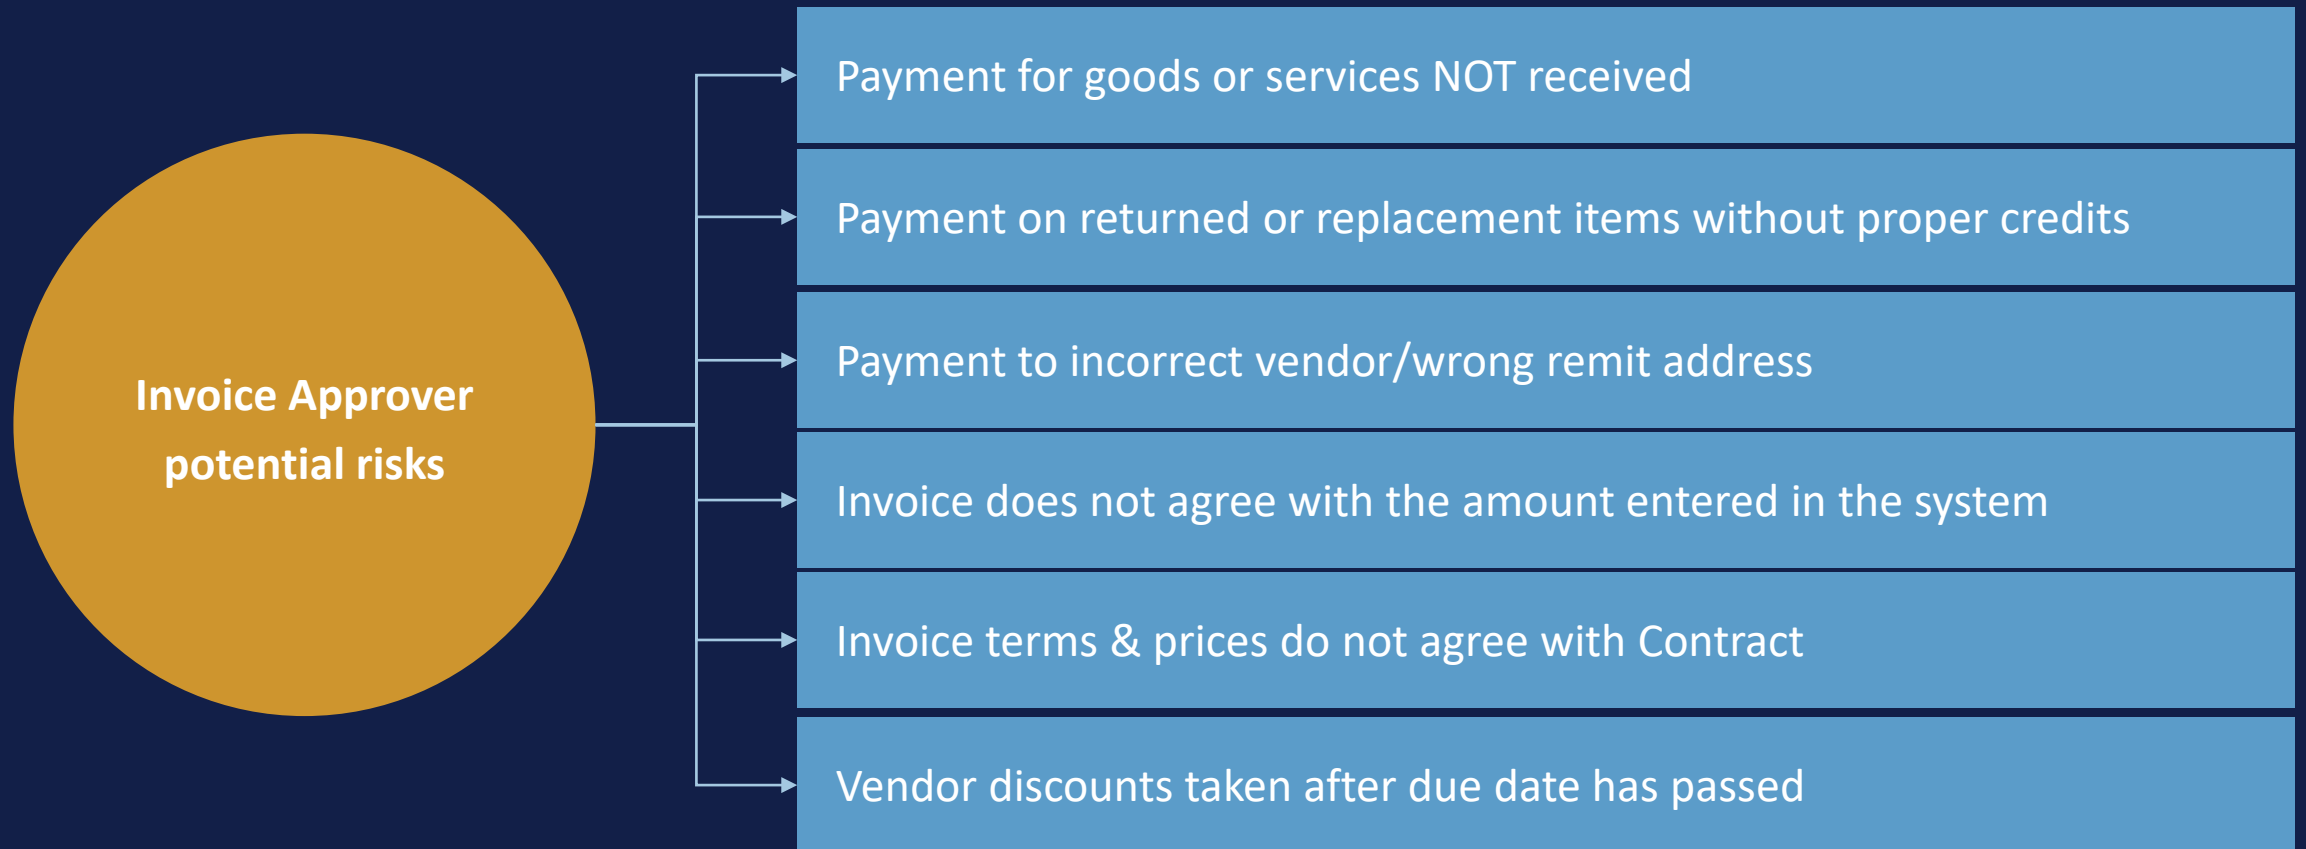 Invoice Approver
potential risks
Payment for goods or services NOT received
Payment on returned or replacement items without proper credits
Payment to incorrect vendor/wrong remit address
Invoice does not agree with the amount entered in the system
Invoice terms & prices do not agree with Contract
Vendor discounts taken after due date has passed